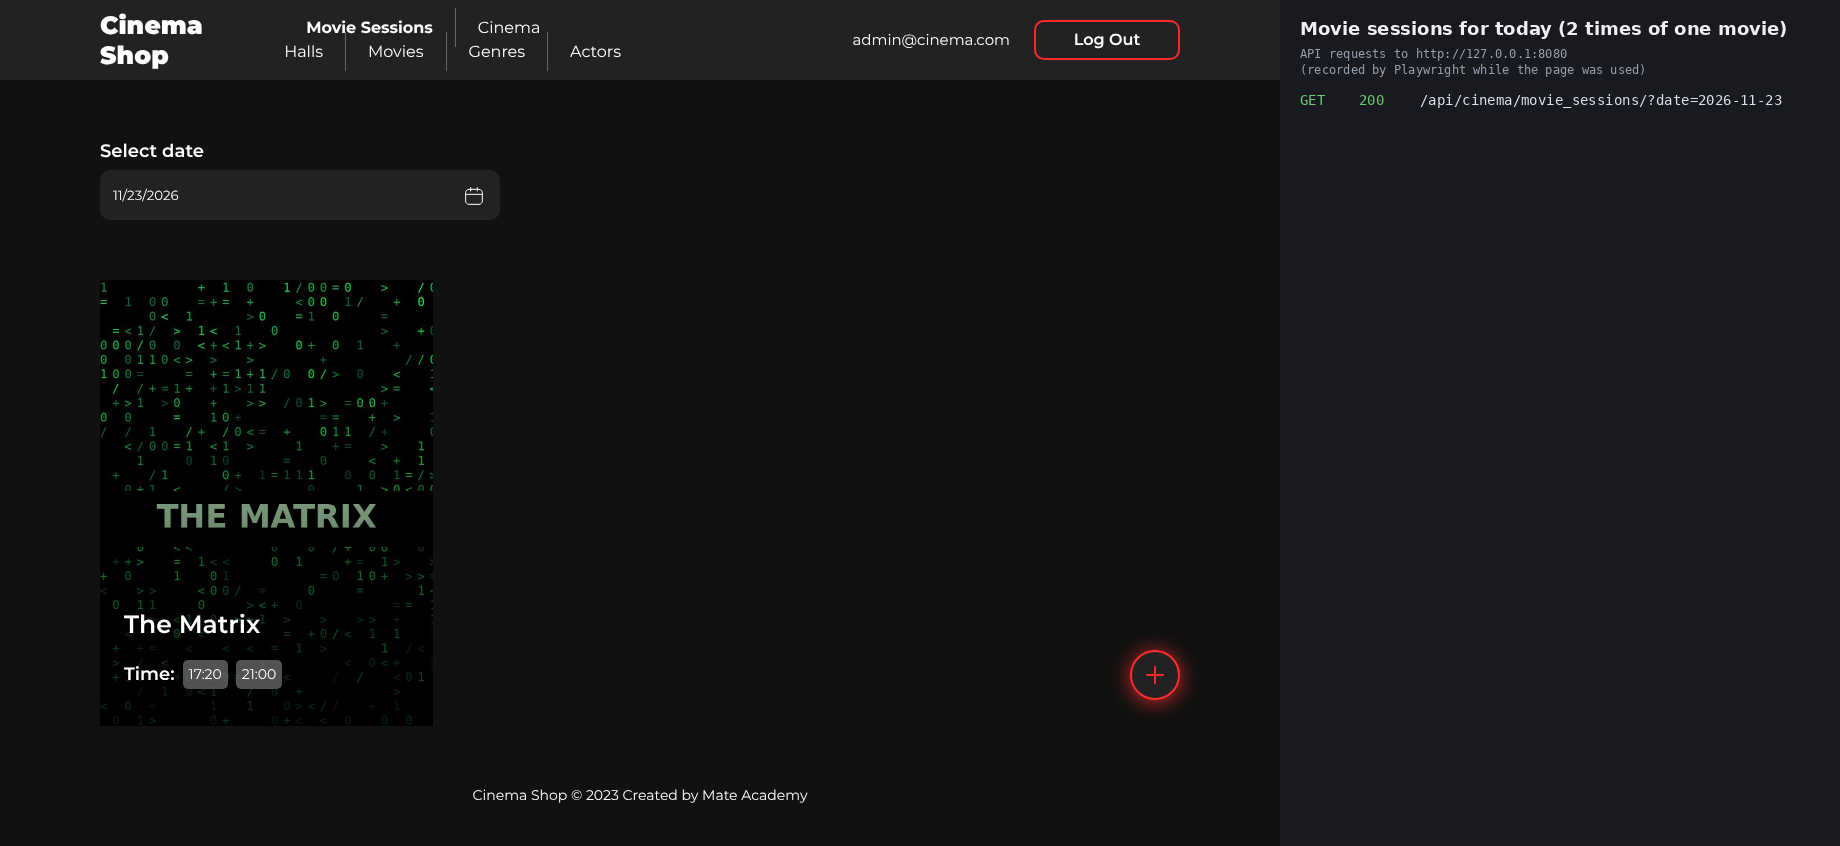 Cinema
Shop
Movie Sessions
Cinema
Halls
Movies
Genres
Actors
admin@cinema.com
Log Out
Select date
11/23/2026
THE MATRIX
The Matrix
Time: 17:20 21:00
Cinema Shop © 2023 Created by Mate Academy
Movie sessions for today (2 times of one movie)
API requests to http://127.0.0.1:8080
(recorded by Playwright while the page was used)
GET 200 /api/cinema/movie_sessions/?date=2026-11-23